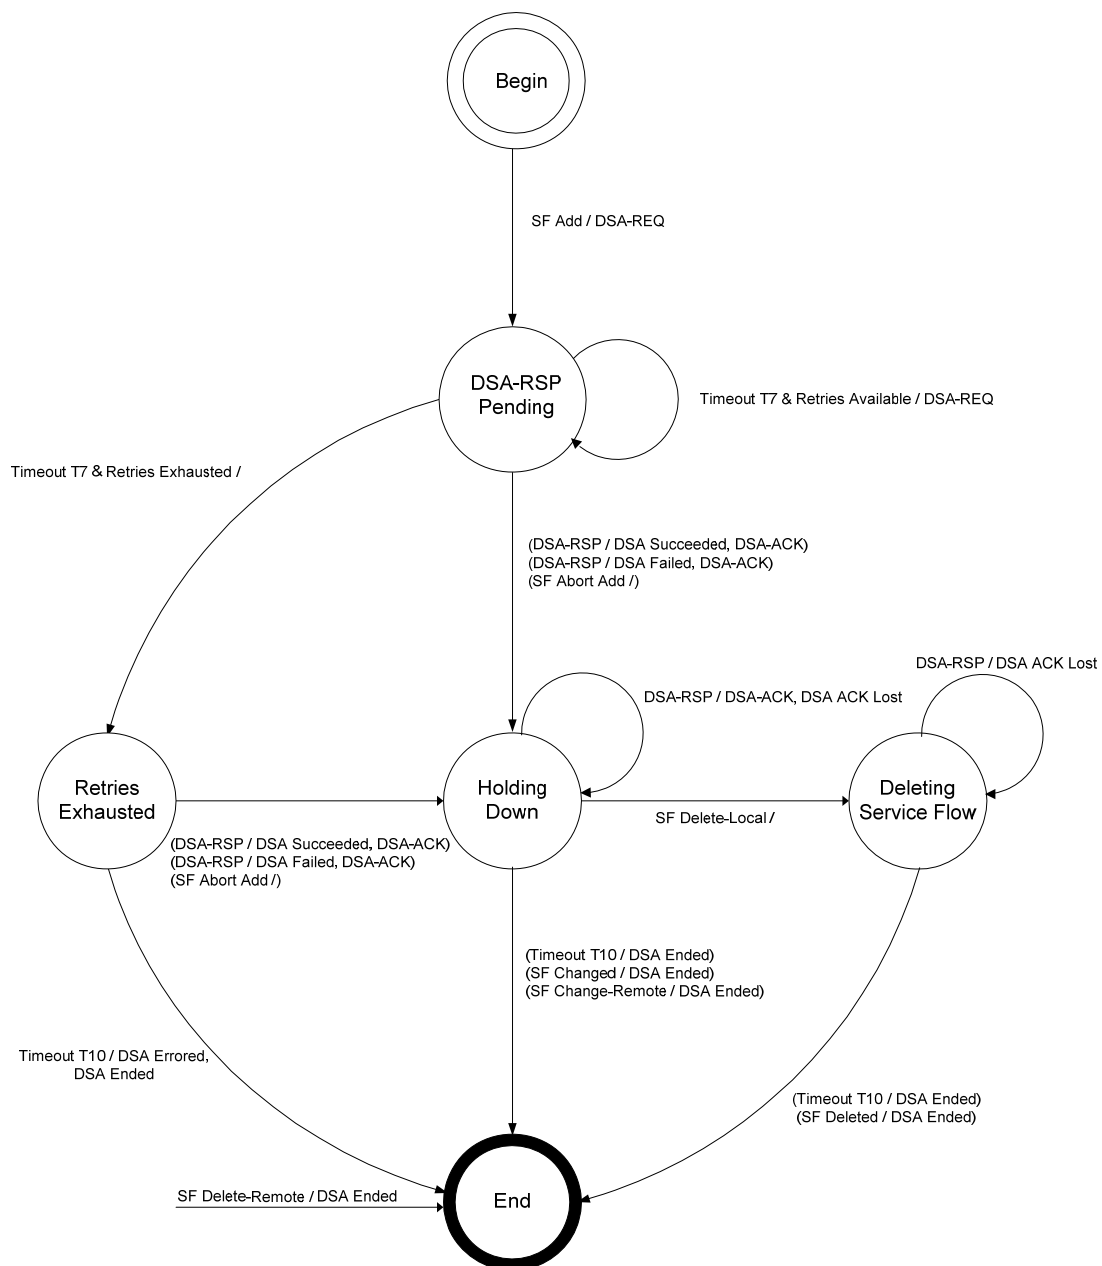 Begin
SF Add / DSA-REQ
DSA-RSP
Pending
Timeout T7 & Retries Available / DSA-REQ
Timeout T7 & Retries Exhausted /
(DSA-RSP / DSA Succeeded, DSA-ACK)
(DSA-RSP / DSA Failed, DSA-ACK)
(SF Abort Add /)
DSA-RSP / DSA ACK Lost
DSA-RSP / DSA-ACK, DSA ACK Lost
Retries
Exhausted
Holding
Down
Deleting
Service Flow
SF Delete-Local /
(DSA-RSP / DSA Succeeded, DSA-ACK)
(DSA-RSP / DSA Failed, DSA-ACK)
(SF Abort Add /)
(Timeout T10 / DSA Ended)
(SF Changed / DSA Ended)
(SF Change-Remote / DSA Ended)
Timeout T10 / DSA Errored,
DSA Ended
(Timeout T10 / DSA Ended)
(SF Deleted / DSA Ended)
SF Delete-Remote / DSA Ended
End